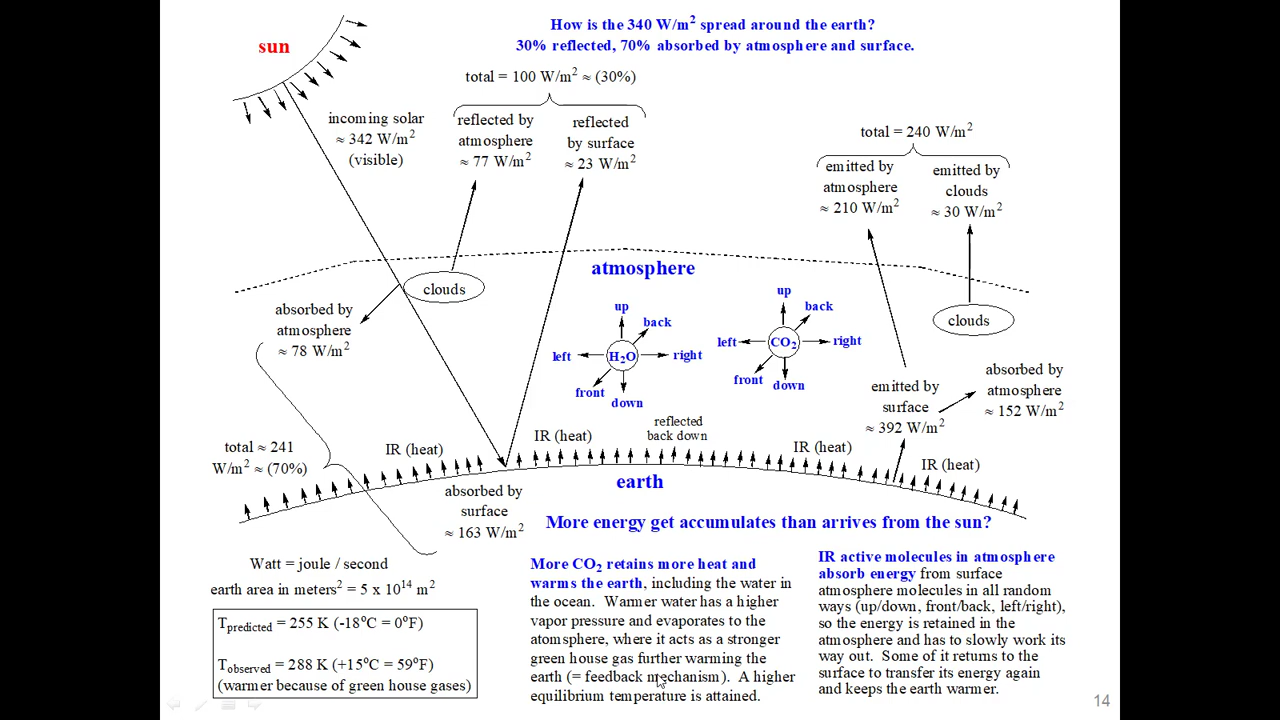 How is the 340 W/m² spread around the earth?
30% reflected, 70% absorbed by atmosphere and surface.
sun
total = 100 W/m² ≈ (30%)
incoming solar
≈ 342 W/m²
(visible)
reflected by
atmosphere
≈ 77 W/m²
reflected
by surface
≈ 23 W/m²
total = 240 W/m²
emitted by
atmosphere
≈ 210 W/m²
emitted by
clouds
≈ 30 W/m²
atmosphere
clouds
clouds
absorbed by
atmosphere
≈ 78 W/m²
up
back
left
H₂O
right
front
down
up
back
left
CO₂
right
front
down
emitted by
surface
≈ 392 W/m²
absorbed by
atmosphere
≈ 152 W/m²
total ≈ 241
W/m² ≈ (70%)
IR (heat)
IR (heat)
reflected
back down
IR (heat)
IR (heat)
earth
absorbed by
surface
≈ 163 W/m²
More energy get accumulates than arrives from the sun?
Watt = joule / second
earth area in meters² = 5 x 10¹⁴ m²
Tpredicted = 255 K (-18°C = 0°F)
Tobserved = 288 K (+15°C = 59°F)
(warmer because of green house gases)
More CO₂ retains more heat and
warms the earth, including the water in
the ocean. Warmer water has a higher
vapor pressure and evaporates to the
atomsphere, where it acts as a stronger
green house gas further warming the
earth (= feedback mechanism). A higher
equilibrium temperature is attained.
IR active molecules in atmosphere
absorb energy from surface
atmosphere molecules in all random
ways (up/down, front/back, left/right),
so the energy is retained in the
atmosphere and has to slowly work its
way out. Some of it returns to the
surface to transfer its energy again
and keeps the earth warmer.
14